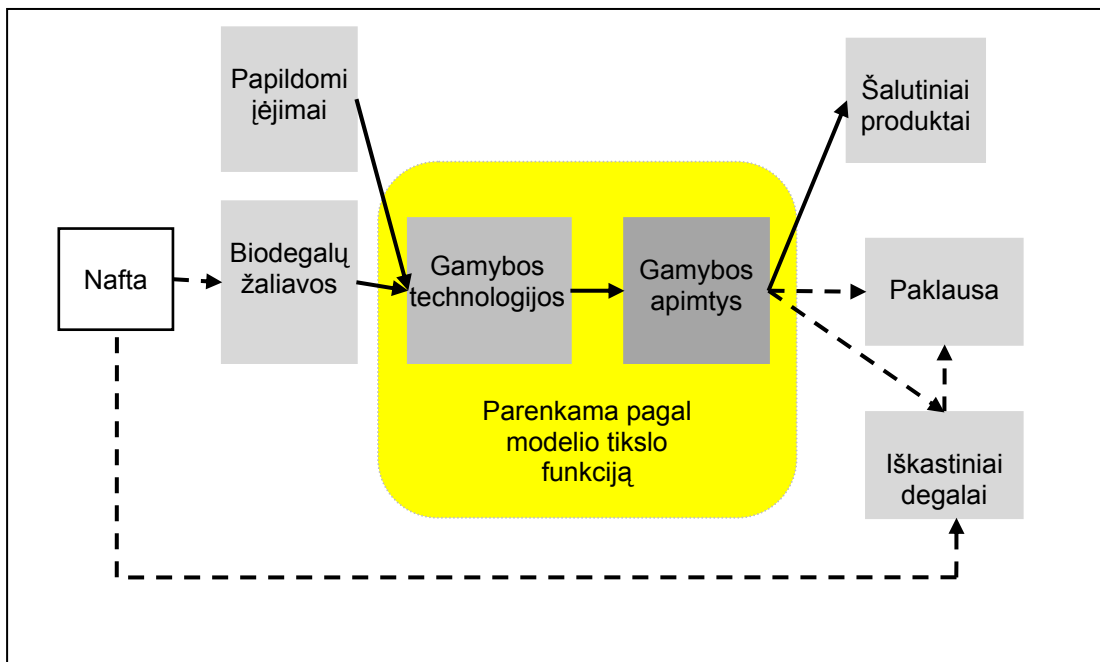 Papildomi
įėjimai
Šalutiniai
produktai
Nafta
Biodegalų
žaliavos
Gamybos
technologijos
Gamybos
apimtys
Paklausa
Parenkama pagal
modelio tikslo
funkciją
Iškastiniai
degalai